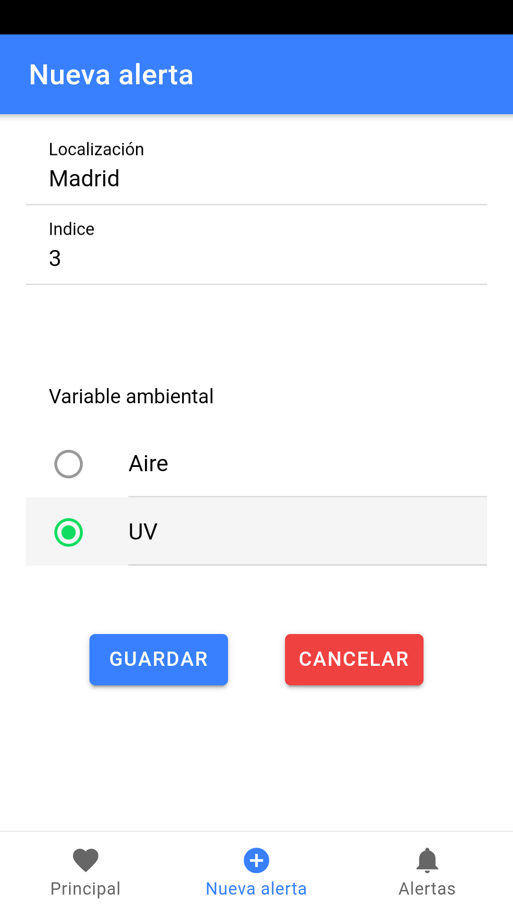 Nueva alerta
Localización
Madrid
Indice
3
Variable ambiental
Aire
UV
GUARDAR CANCELAR
Principal Nueva alerta Alertas